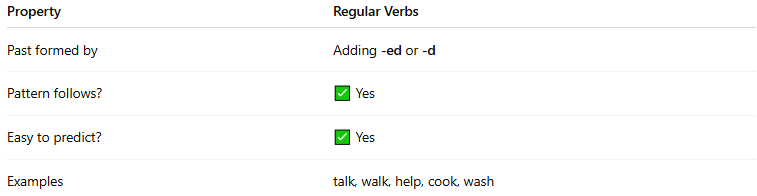 Property Regular Verbs
Past formed by Adding -ed or -d
Pattern follows? ✅ Yes
Easy to predict? ✅ Yes
Examples talk, walk, help, cook, wash